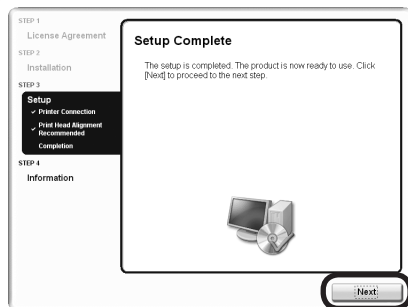 STEP 1
License Agreement
STEP 2
Installation
STEP 3
Setup
✓ Printer Connection
✓ Print Head Alignment
Recommended
Completion
STEP 4
Information
Setup Complete
The setup is completed. The product is now ready to use. Click
[Next] to proceed to the next step.
Next